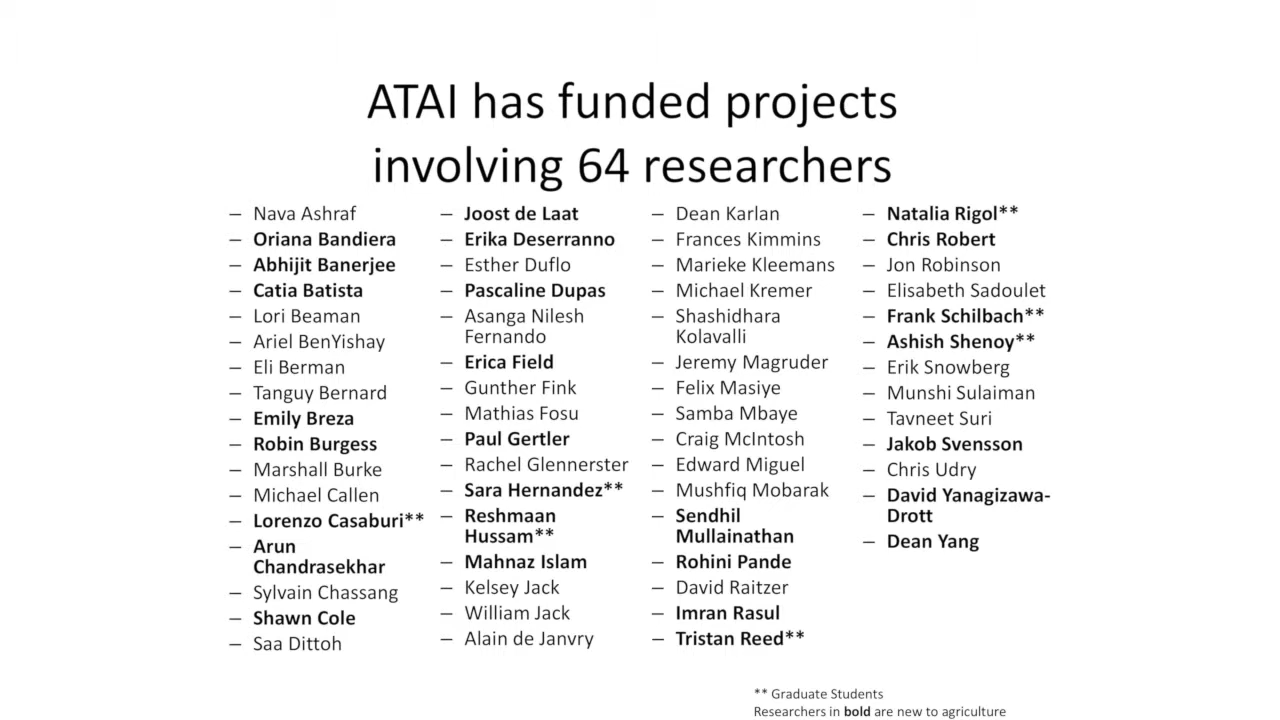 ATAI has funded projects
involving 64 researchers
– Nava Ashraf
– Oriana Bandiera
– Abhijit Banerjee
– Catia Batista
– Lori Beaman
– Ariel BenYishay
– Eli Berman
– Tanguy Bernard
– Emily Breza
– Robin Burgess
– Marshall Burke
– Michael Callen
– Lorenzo Casaburi**
– Arun
Chandrasekhar
– Sylvain Chassang
– Shawn Cole
– Saa Dittoh
– Joost de Laat
– Erika Deserranno
– Esther Duflo
– Pascaline Dupas
– Asanga Nilesh
Fernando
– Erica Field
– Gunther Fink
– Mathias Fosu
– Paul Gertler
– Rachel Glennerster
– Sara Hernandez**
– Reshmaan
Hussam**
– Mahnaz Islam
– Kelsey Jack
– William Jack
– Alain de Janvry
– Dean Karlan
– Frances Kimmins
– Marieke Kleemans
– Michael Kremer
– Shashidhara
Kolavalli
– Jeremy Magruder
– Felix Masiye
– Samba Mbaye
– Craig McIntosh
– Edward Miguel
– Mushfiq Mobarak
– Sendhil
Mullainathan
– Rohini Pande
– David Raitzer
– Imran Rasul
– Tristan Reed**
– Natalia Rigol**
– Chris Robert
– Jon Robinson
– Elisabeth Sadoulet
– Frank Schilbach**
– Ashish Shenoy**
– Erik Snowberg
– Munshi Sulaiman
– Tavneet Suri
– Jakob Svensson
– Chris Udry
– David Yanagizawa-
Drott
– Dean Yang
** Graduate Students
Researchers in bold are new to agriculture